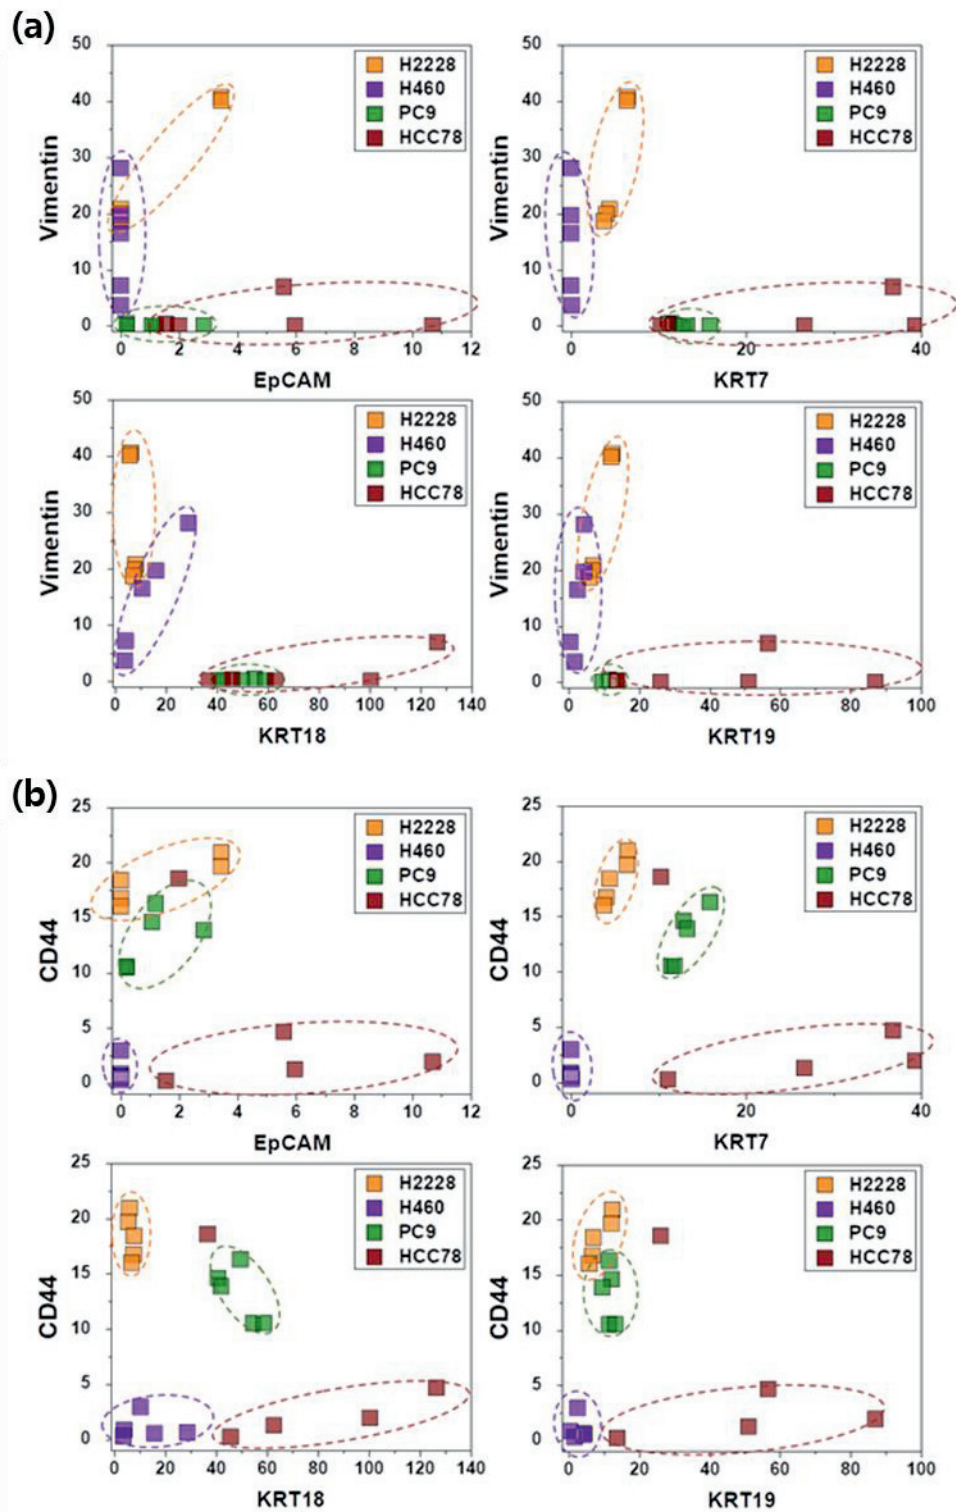 (a)
50
40
30
20
10
0
Vimentin
H2228
H460
PC9
HCC78
0 2 4 6 8 10 12
EpCAM
50
40
30
20
10
0
Vimentin
H2228
H460
PC9
HCC78
0 20 40
KRT7
50
40
30
20
10
0
Vimentin
H2228
H460
PC9
HCC78
0 20 40 60 80 100 120 140
KRT18
50
40
30
20
10
0
Vimentin
H2228
H460
PC9
HCC78
0 20 40 60 80 100
KRT19
(b)
25
20
15
10
5
0
CD44
H2228
H460
PC9
HCC78
0 2 4 6 8 10 12
EpCAM
25
20
15
10
5
0
CD44
H2228
H460
PC9
HCC78
0 20 40
KRT7
25
20
15
10
5
0
CD44
H2228
H460
PC9
HCC78
0 20 40 60 80 100 120 140
KRT18
25
20
15
10
5
0
CD44
H2228
H460
PC9
HCC78
0 20 40 60 80 100
KRT19